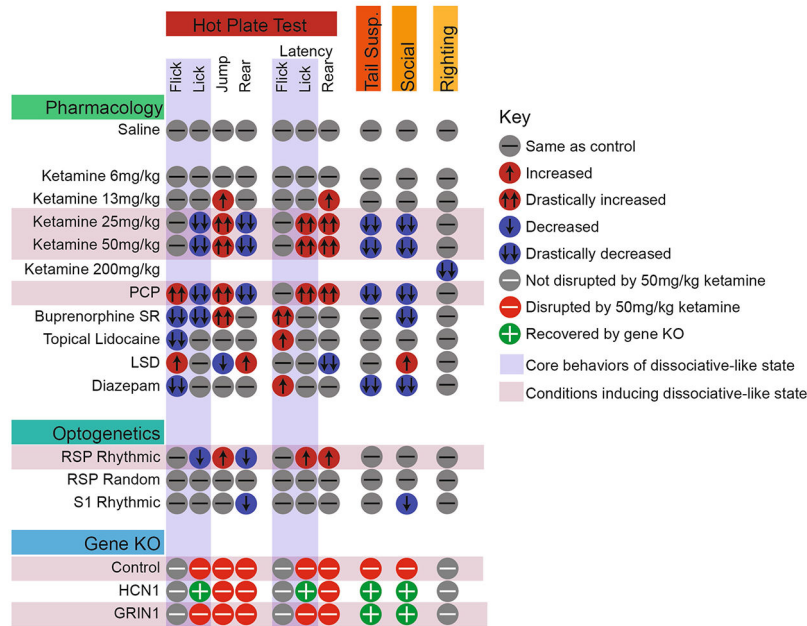 Hot Plate Test
Latency
Flick
Lick
Jump
Rear
Flick
Lick
Rear
Tail Susp.
Social
Righting
Pharmacology
Saline
Ketamine 6mg/kg
Ketamine 13mg/kg
Ketamine 25mg/kg
Ketamine 50mg/kg
Ketamine 200mg/kg
PCP
Buprenorphine SR
Topical Lidocaine
LSD
Diazepam
Optogenetics
RSP Rhythmic
RSP Random
S1 Rhythmic
Gene KO
Control
HCN1
GRIN1
Key
Same as control
Increased
Drastically increased
Decreased
Drastically decreased
Not disrupted by 50mg/kg ketamine
Disrupted by 50mg/kg ketamine
Recovered by gene KO
Core behaviors of dissociative-like state
Conditions inducing dissociative-like state